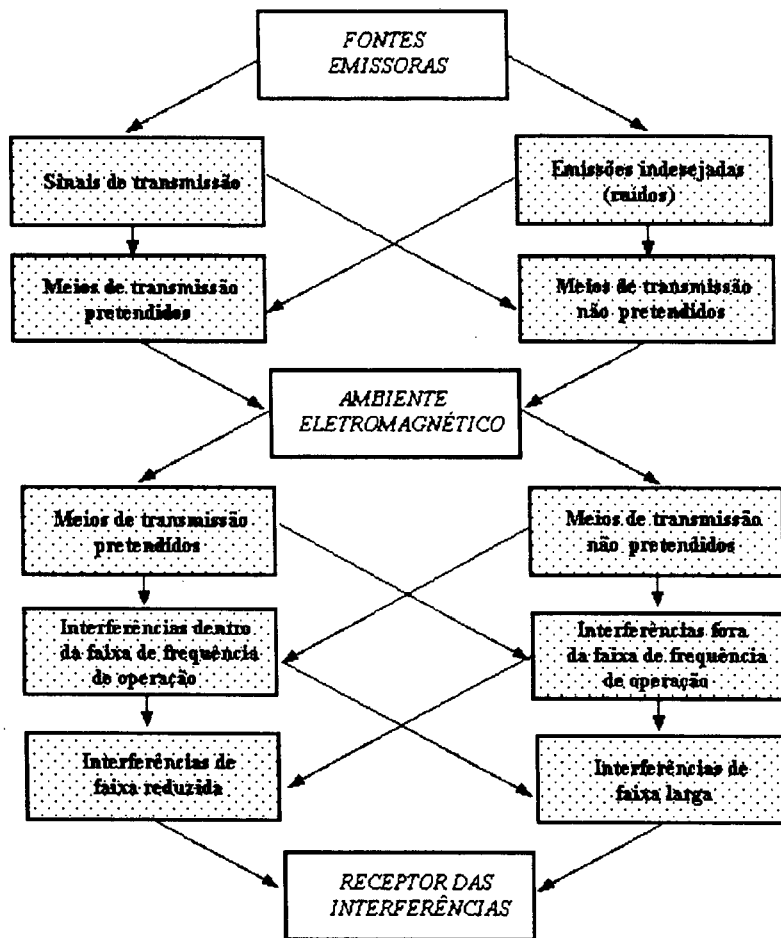 FONTES
EMISSORAS
Sinais de transmissão
Emissões indesejadas
(ruídos)
Meios de transmissão
pretendidos
Meios de transmissão
não pretendidos
AMBIENTE
ELETROMAGNÉTICO
Meios de transmissão
pretendidos
Meios de transmissão
não pretendidos
Interferências dentro
da faixa de frequência
de operação
Interferências fora
da faixa de frequência
de operação
Interferências de
faixa reduzida
Interferências de
faixa larga
RECEPTOR DAS
INTERFERÊNCIAS